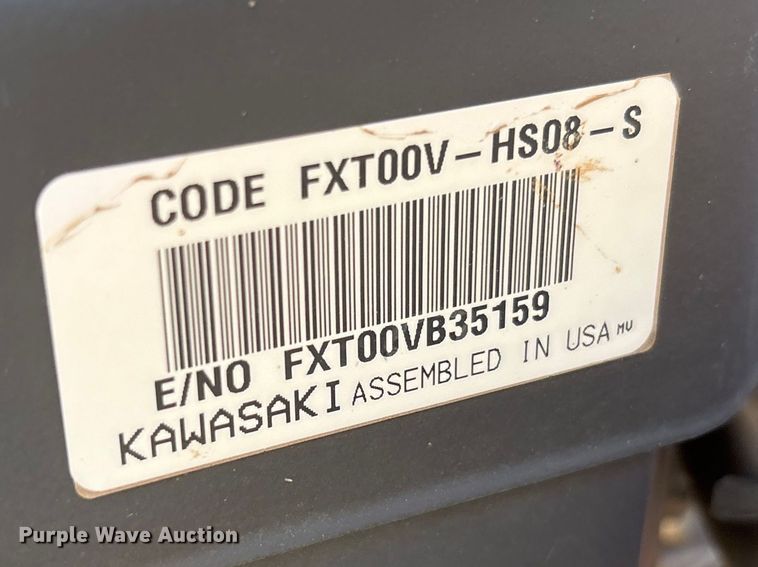 CODE FXT00V-HS08-S
E/NO FXT00VB35159
KAWASAKI ASSEMBLED IN USA MU
Purple Wave Auction